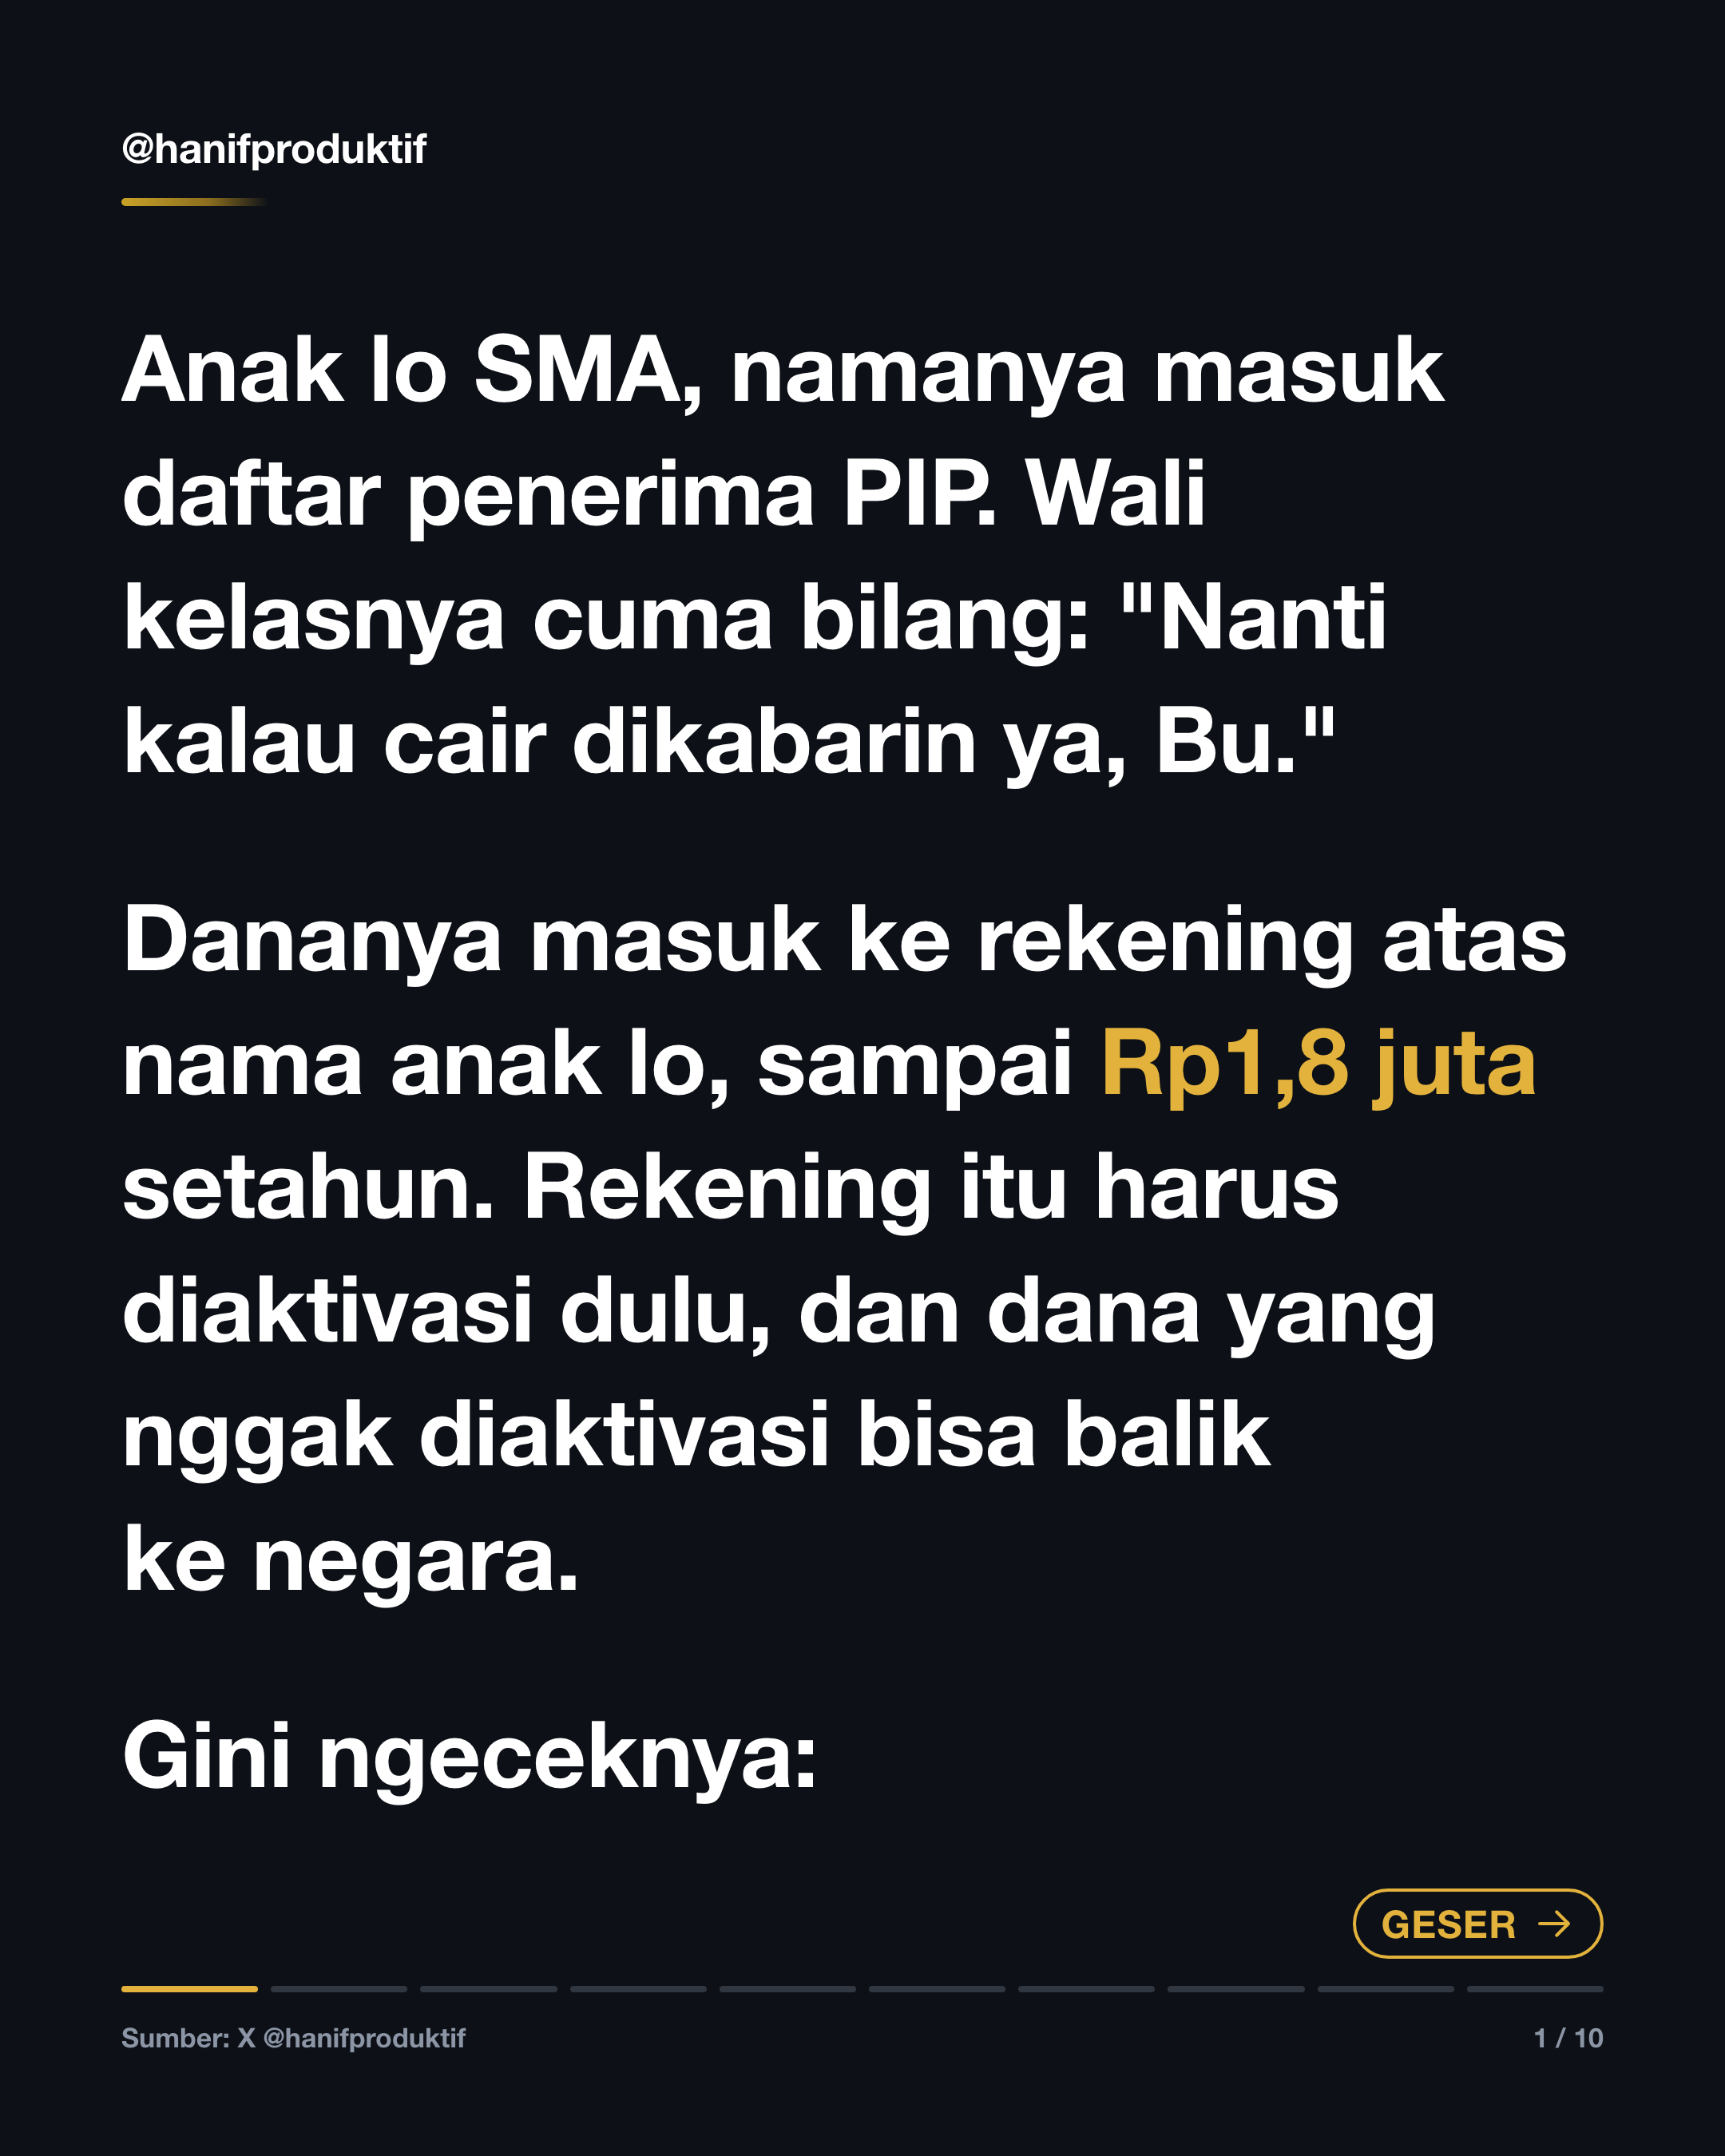 @hanifproduktif
Anak lo SMA, namanya masuk
daftar penerima PIP. Wali
kelasnya cuma bilang: "Nanti
kalau cair dikabarin ya, Bu."
Dananya masuk ke rekening atas
nama anak lo, sampai Rp1,8 juta
setahun. Rekening itu harus
diaktivasi dulu, dan dana yang
nggak diaktivasi bisa balik
ke negara.
Gini ngeceknya:
GESER →
Sumber: X @hanifproduktif
1 / 10